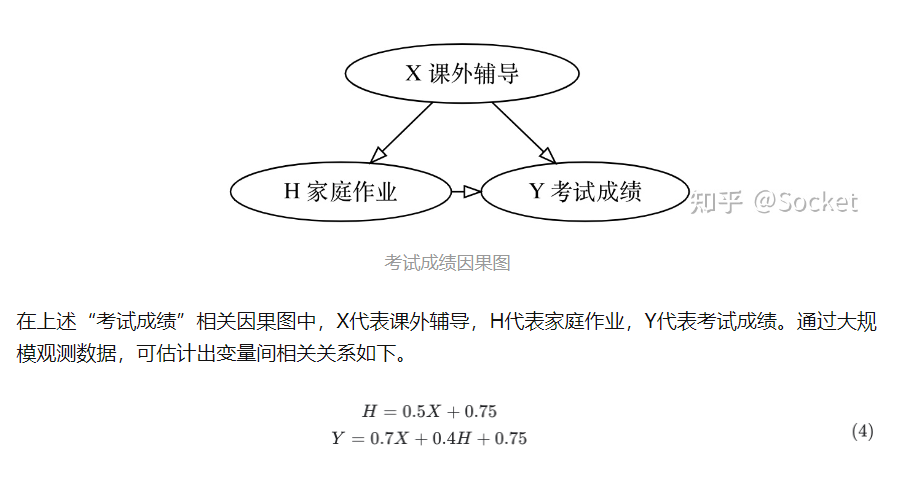 X 课外辅导
H 家庭作业
Y 考试成绩
知乎 @Socket
考试成绩因果图
在上述“考试成绩”相关因果图中，X代表课外辅导，H代表家庭作业，Y代表考试成绩。通过大规
模观测数据，可估计出变量间相关关系如下。
H = 0.5X + 0.75
Y = 0.7X + 0.4H + 0.75
(4)